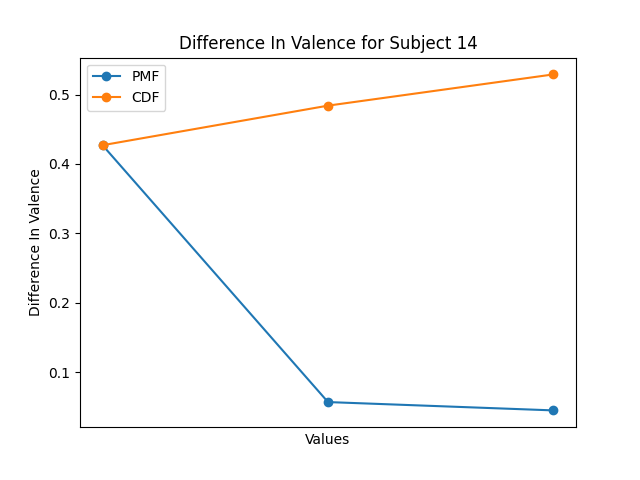 Difference In Valence for Subject 14
PMF
CDF
0.5
0.4
0.3
0.2
0.1
Difference In Valence
Values